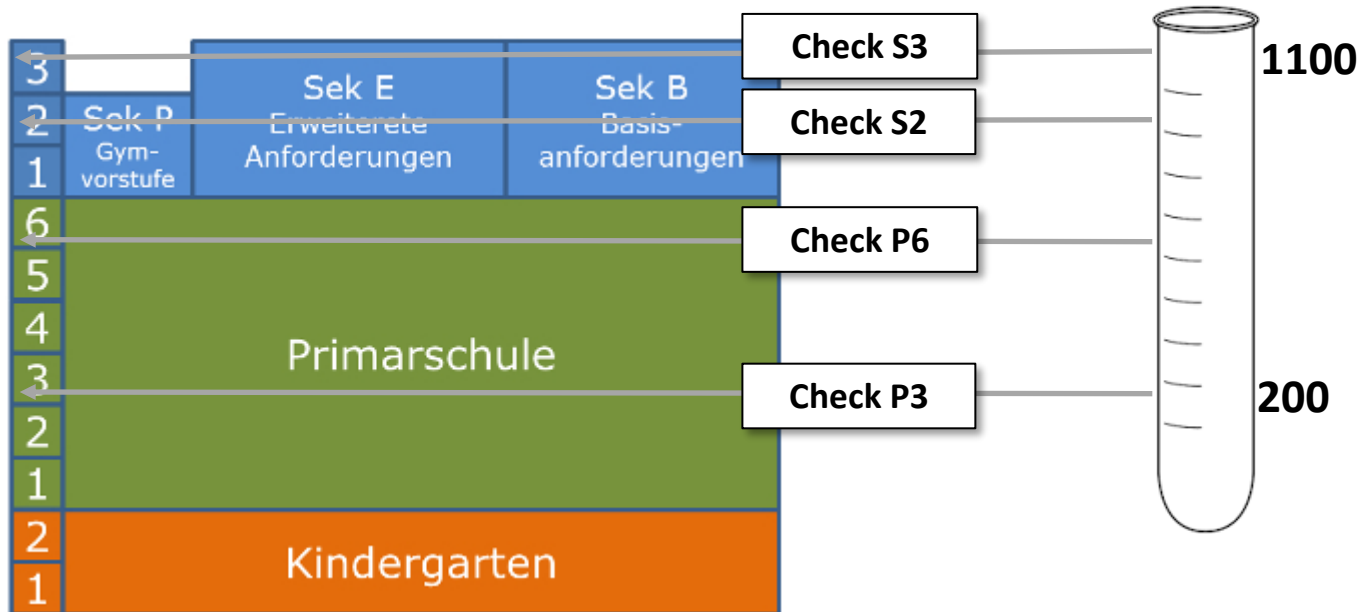 3
2
1
6
5
4
3
2
1
2
1
Sek P
Gym-
vorstufe
Sek E
Erweiterete
Anforderungen
Sek B
Basis-
anforderungen
Primarschule
Kindergarten
Check S3
Check S2
Check P6
Check P3
1100
200